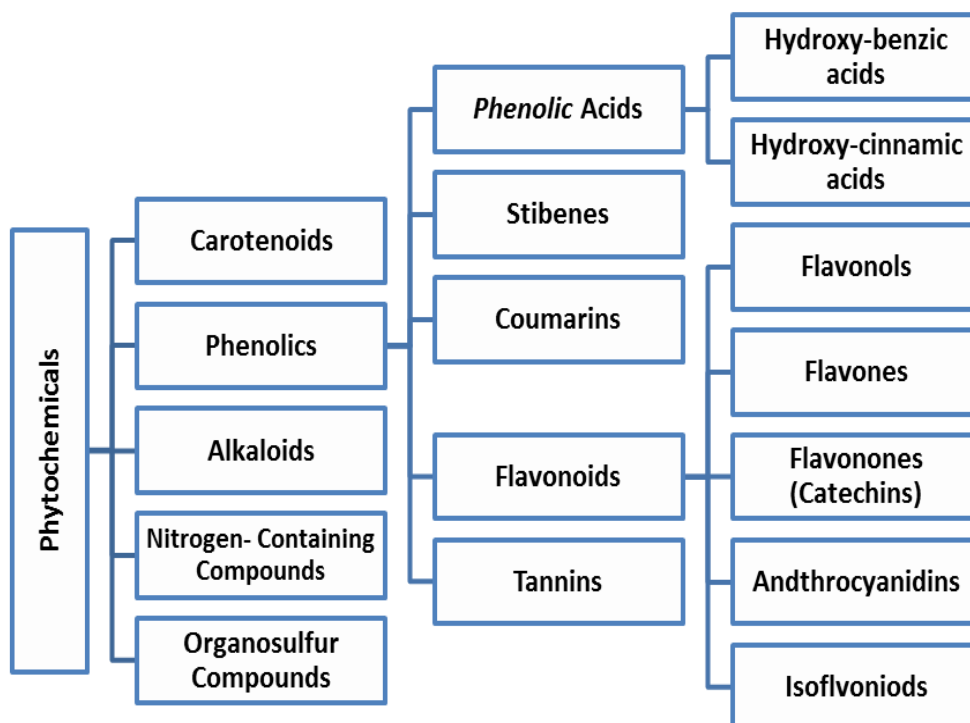 Phytochemicals
Carotenoids
Phenolics
Alkaloids
Nitrogen- Containing
Compounds
Organosulfur
Compounds
Phenolic Acids
Stibenes
Coumarins
Flavonoids
Tannins
Hydroxy-benzic
acids
Hydroxy-cinnamic
acids
Flavonols
Flavones
Flavonones
(Catechins)
Andthrocyanidins
Isoflvoniods